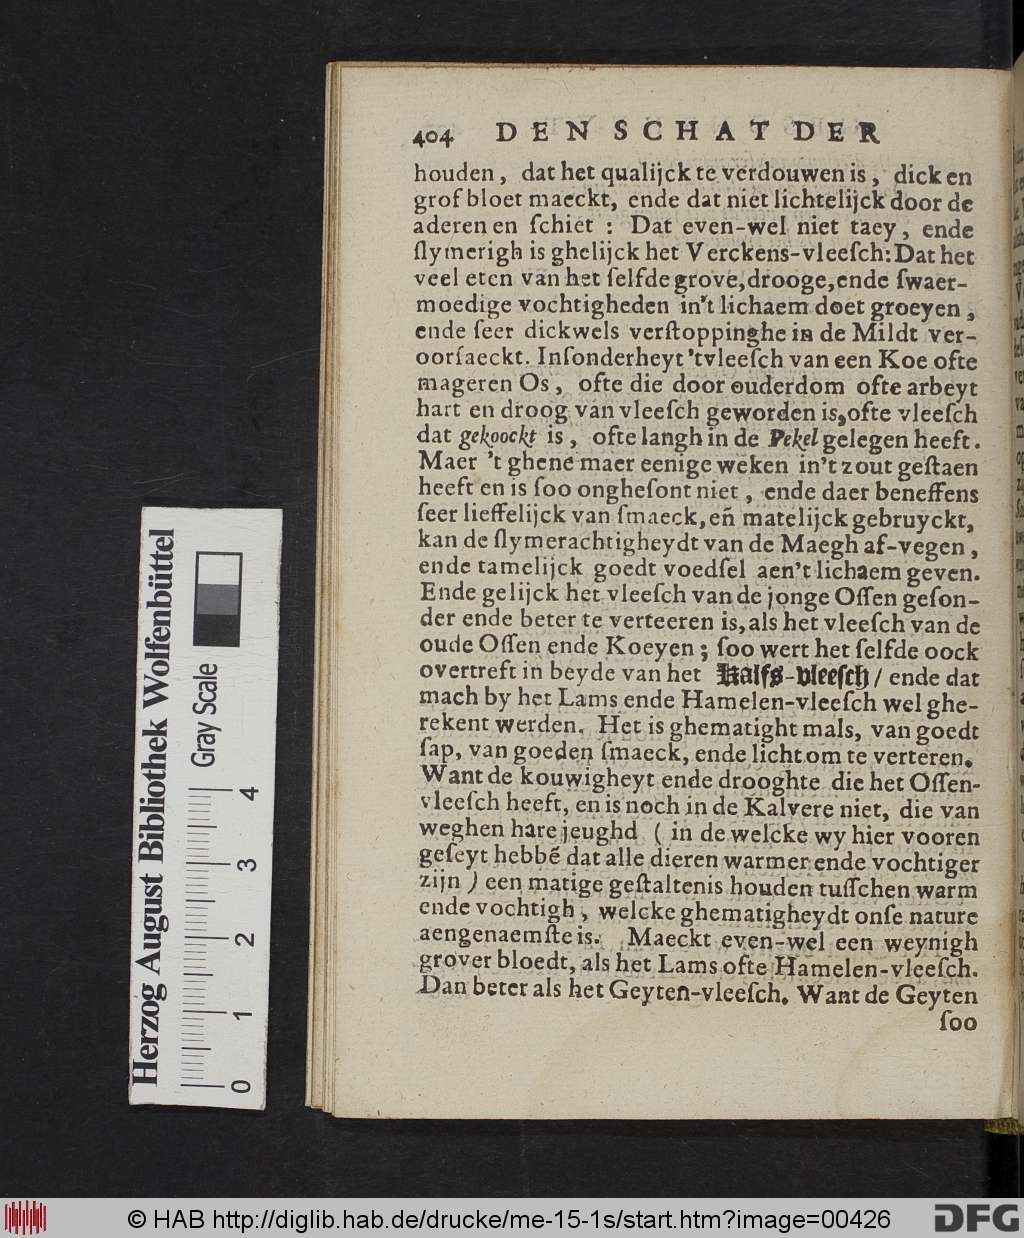 404 DEN SCHAT DER
houden, dat het qualijck te verdouwen is, dick en
grof bloet maeckt, ende dat niet lichtelijck door de
aderen en ſchiet : Dat even-wel niet taey, ende
ſlymerigh is ghelijck het Verckens-vleeſch: Dat het
veel eten van het ſelfde grove, drooge, ende ſwaer-
moedige vochtigheden in't lichaem doet groeyen,
ende ſeer dickwels verſtoppinghe in de Mildt ver-
oorſaeckt. Inſonderheyt 'tvleeſch van een Koe ofte
mageren Os, ofte die door ouderdom ofte arbeyt
hart en droog van vleeſch geworden is, ofte vleeſch
dat gekoockt is, ofte langh in de Pekel gelegen heeft.
Maer 't ghene maer eenige weken in't zout geſtaen
heeft en is ſoo ongheſont niet, ende daer beneffens
ſeer lieffelijck van ſmaeck, eñ matelijck gebruyckt,
kan de ſlymerachtigheydt van de Maegh af-vegen,
ende tamelijck goedt voedſel aen't lichaem geven.
Ende gelijck het vleeſch van de jonge Oſſen geſon-
der ende beter te verteeren is, als het vleeſch van de
oude Oſſen ende Koeyen; ſoo wert het ſelfde oock
overtreft in beyde van het Kalfs-vleeſch / ende dat
mach by het Lams ende Hamelen-vleeſch wel ghe-
rekent werden. Het is ghematight mals, van goedt
ſap, van goeden ſmaeck, ende licht om te verteren.
Want de kouwigheyt ende drooghte die het Oſſen-
vleeſch heeft, en is noch in de Kalvere niet, die van
weghen hare jeughd ( in de welcke wy hier vooren
geſeyt hebbē dat alle dieren warmer ende vochtiger
zijn ) een matige geſtaltenis houden tuſſchen warm
ende vochtigh, welcke ghematigheydt onſe nature
aengenaemſte is. Maeckt even-wel een weynigh
grover bloedt, als het Lams ofte Hamelen-vleeſch.
Dan beter als het Geyten-vleeſch. Want de Geyten
ſoo
Herzog August Bibliothek Wolfenbüttel
Gray Scale
0 1 2 3 4
© HAB http://diglib.hab.de/drucke/me-15-1s/start.htm?image=00426
DFG